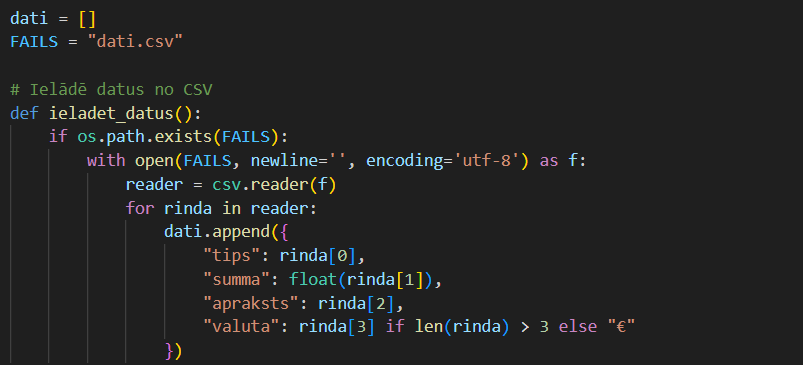 dati = []
FAILS = "dati.csv"

# Ielādē datus no CSV
def ieladet_datus():
    if os.path.exists(FAILS):
        with open(FAILS, newline='', encoding='utf-8') as f:
            reader = csv.reader(f)
            for rinda in reader:
                dati.append({
                    "tips": rinda[0],
                    "summa": float(rinda[1]),
                    "apraksts": rinda[2],
                    "valuta": rinda[3] if len(rinda) > 3 else "€"
                })